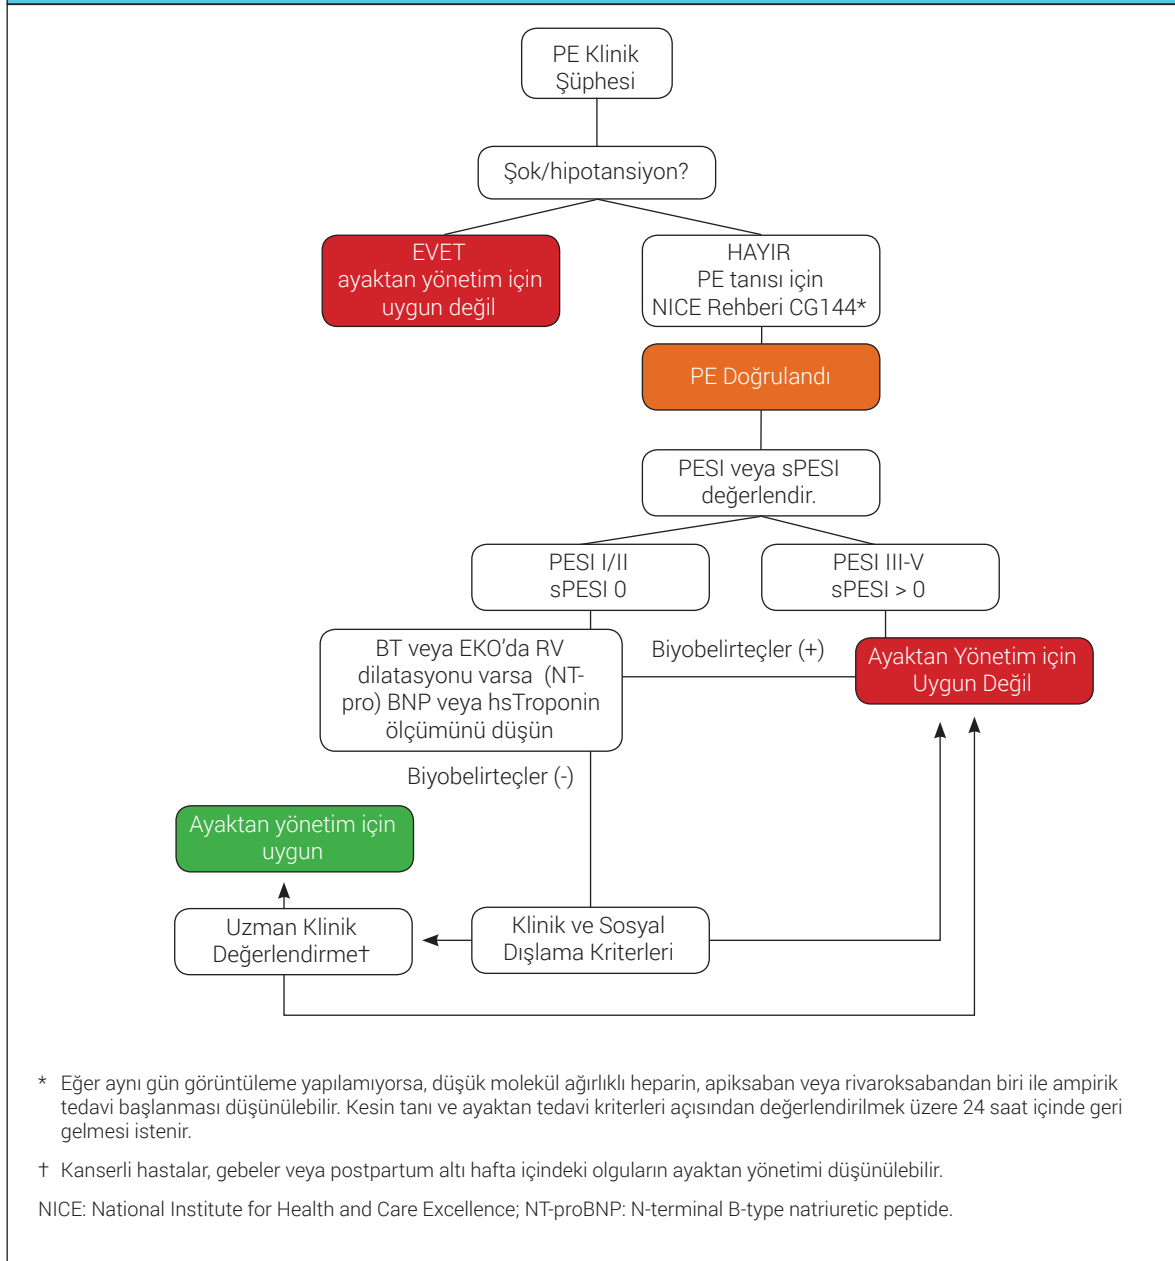 PE Klinik
Şüphesi
Şok/hipotansiyon?
EVET
ayaktan yönetim için
uygun değil
HAYIR
PE tanısı için
NICE Rehberi CG144*
PE Doğrulandı
PESI veya sPESI
değerlendir.
PESI I/II
sPESI 0
PESI III-V
sPESI > 0
BT veya EKO’da RV
dilatasyonu varsa (NT-
pro) BNP veya hsTroponin
ölçümünü düşün
Biyobelirteçler (+)
Ayaktan Yönetim için
Uygun Değil
Biyobelirteçler (-)
Ayaktan yönetim için
uygun
Uzman Klinik
Değerlendirme†
Klinik ve Sosyal
Dışlama Kriterleri
* Eğer aynı gün görüntüleme yapılamıyorsa, düşük molekül ağırlıklı heparin, apiksaban veya rivaroksabandan biri ile ampirik
tedavi başlanması düşünülebilir. Kesin tanı ve ayaktan tedavi kriterleri açısından değerlendirilmek üzere 24 saat içinde geri
gelmesi istenir.
† Kanserli hastalar, gebeler veya postpartum altı hafta içindeki olguların ayaktan yönetimi düşünülebilir.
NICE: National Institute for Health and Care Excellence; NT-proBNP: N-terminal B-type natriuretic peptide.